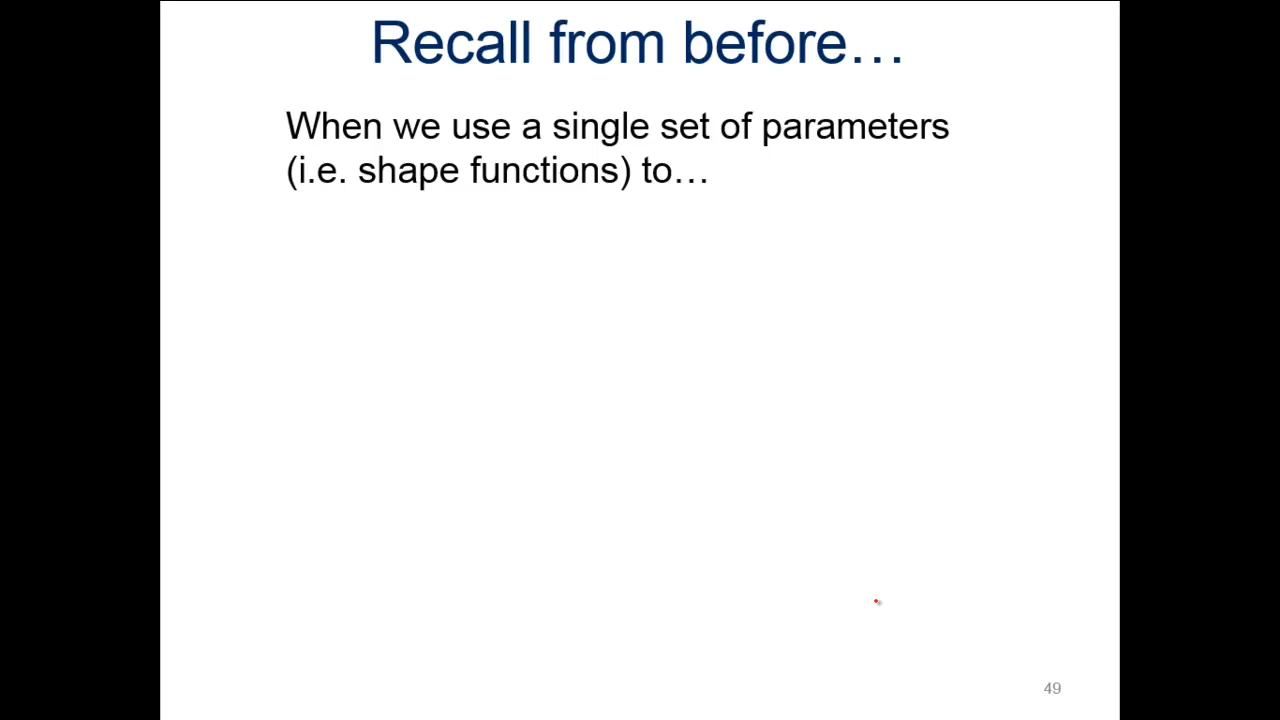 Recall from before…
When we use a single set of parameters
(i.e. shape functions) to…
49